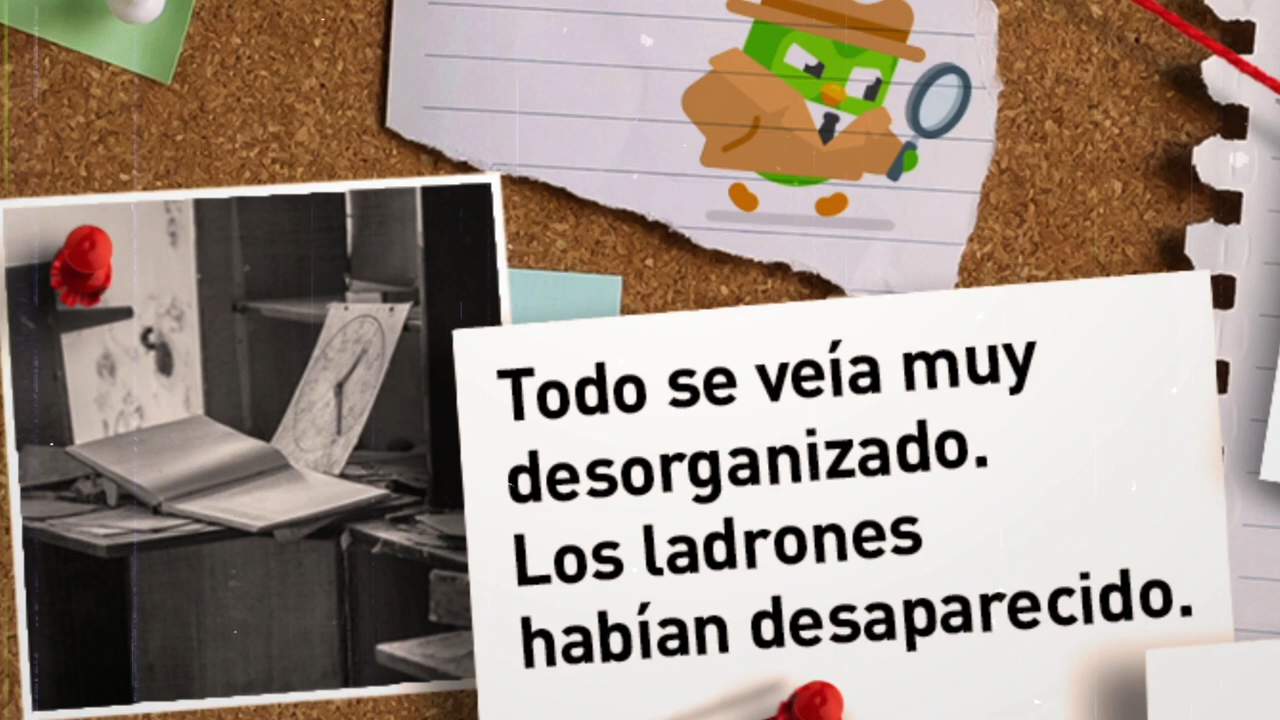 Todo se veía muy
desorganizado.
Los ladrones
habían desaparecido.